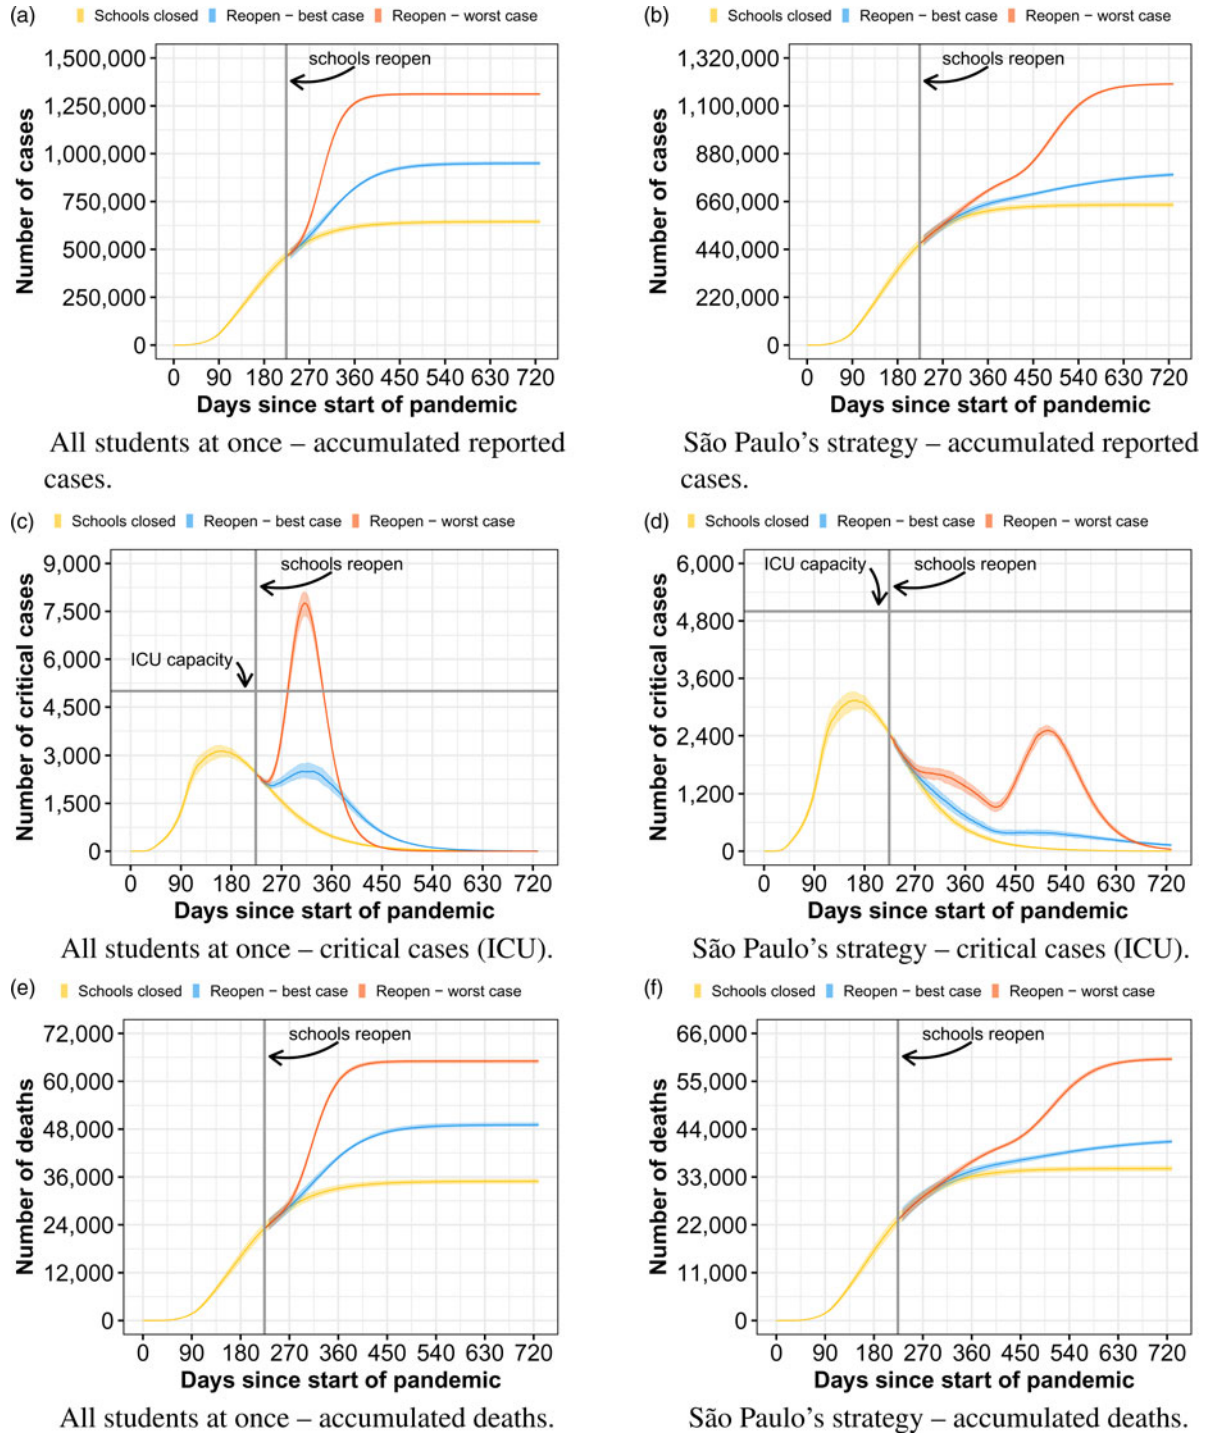 (a) Schools closed Reopen – best case Reopen – worst case
schools reopen
1,500,000
1,250,000
1,000,000
750,000
500,000
250,000
0
Number of cases
0 90 180 270 360 450 540 630 720
Days since start of pandemic
All students at once – accumulated reported
cases.
(b) Schools closed Reopen – best case Reopen – worst case
schools reopen
1,320,000
1,100,000
880,000
660,000
440,000
220,000
0
Number of cases
0 90 180 270 360 450 540 630 720
Days since start of pandemic
São Paulo's strategy – accumulated reported
cases.
(c) Schools closed Reopen – best case Reopen – worst case
schools reopen
ICU capacity
9,000
7,500
6,000
4,500
3,000
1,500
0
Number of critical cases
0 90 180 270 360 450 540 630 720
Days since start of pandemic
All students at once – critical cases (ICU).
(d) Schools closed Reopen – best case Reopen – worst case
ICU capacity schools reopen
6,000
4,800
3,600
2,400
1,200
0
Number of critical cases
0 90 180 270 360 450 540 630 720
Days since start of pandemic
São Paulo's strategy – critical cases (ICU).
(e) Schools closed Reopen – best case Reopen – worst case
schools reopen
72,000
60,000
48,000
36,000
24,000
12,000
0
Number of deaths
0 90 180 270 360 450 540 630 720
Days since start of pandemic
All students at once – accumulated deaths.
(f) Schools closed Reopen – best case Reopen – worst case
schools reopen
66,000
55,000
44,000
33,000
22,000
11,000
0
Number of deaths
0 90 180 270 360 450 540 630 720
Days since start of pandemic
São Paulo's strategy – accumulated deaths.